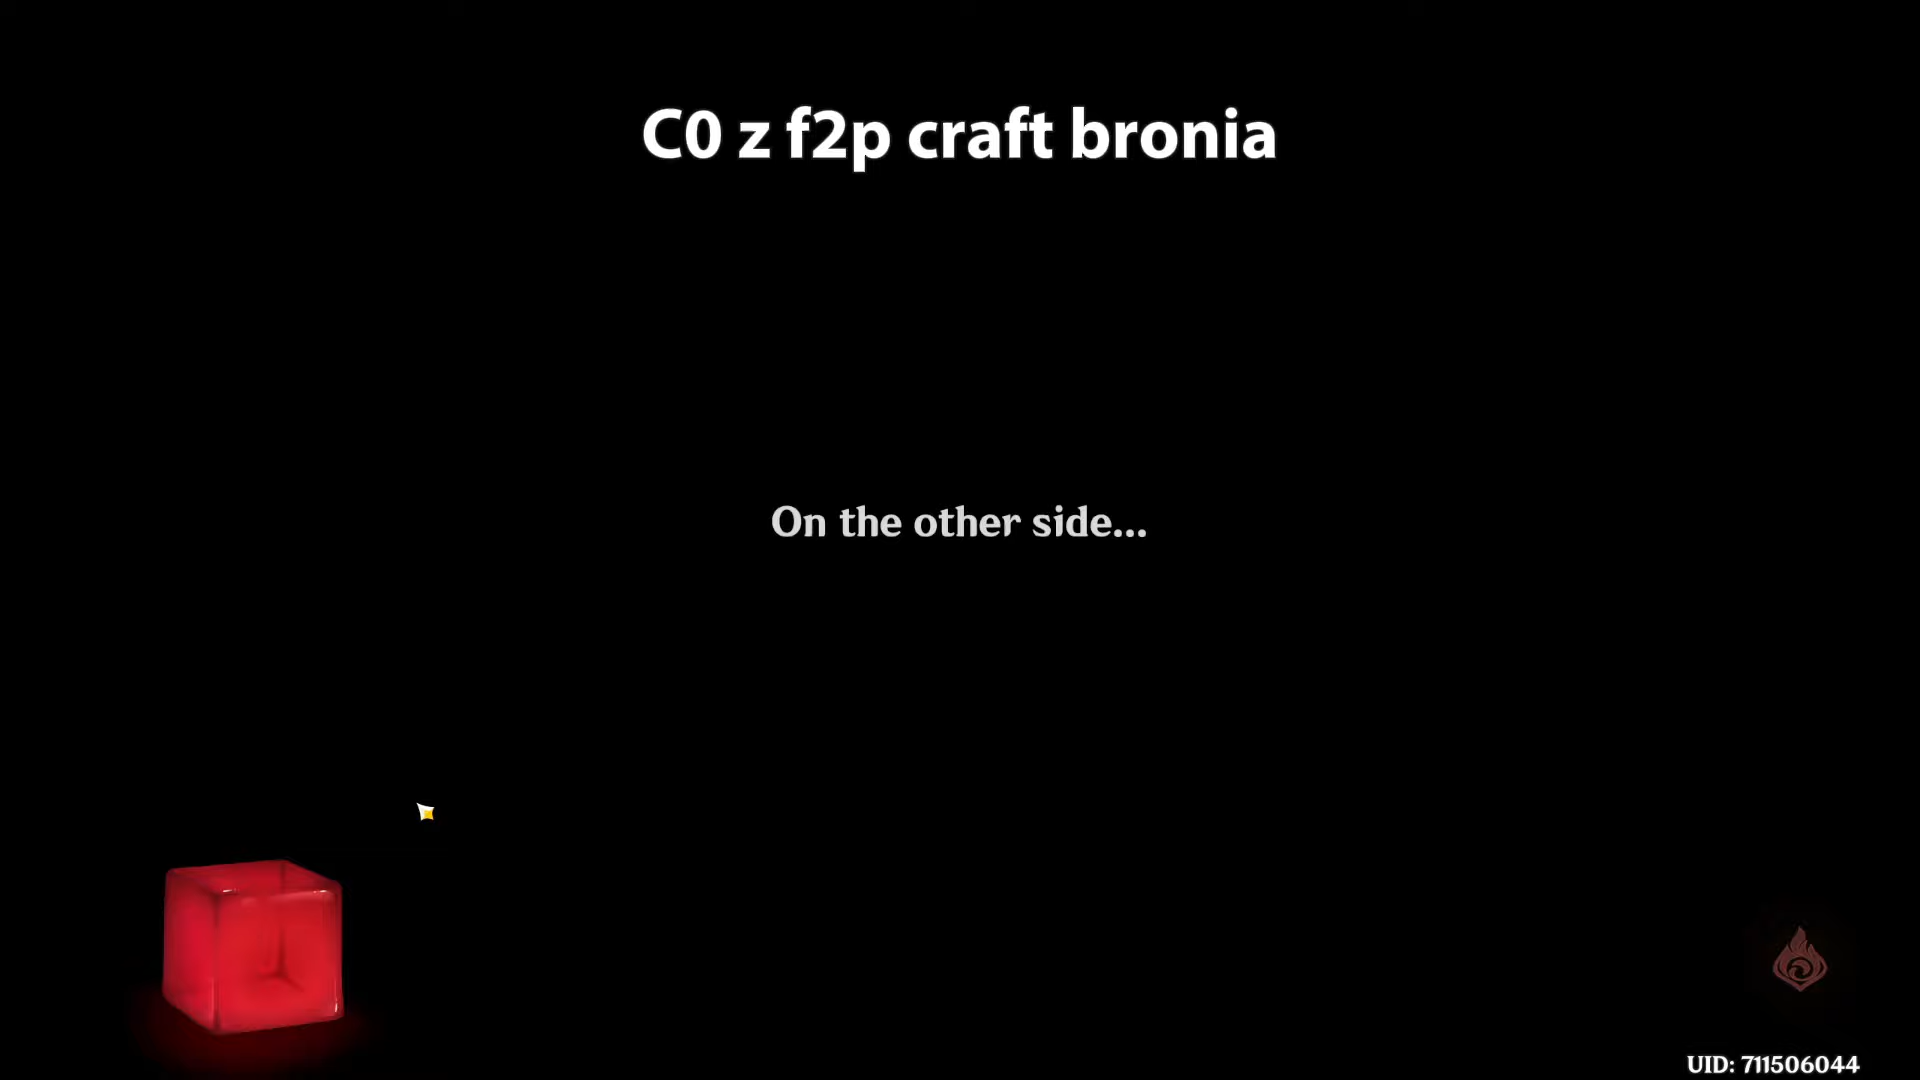 C0 z f2p craft bronia
On the other side...
UID: 711506044